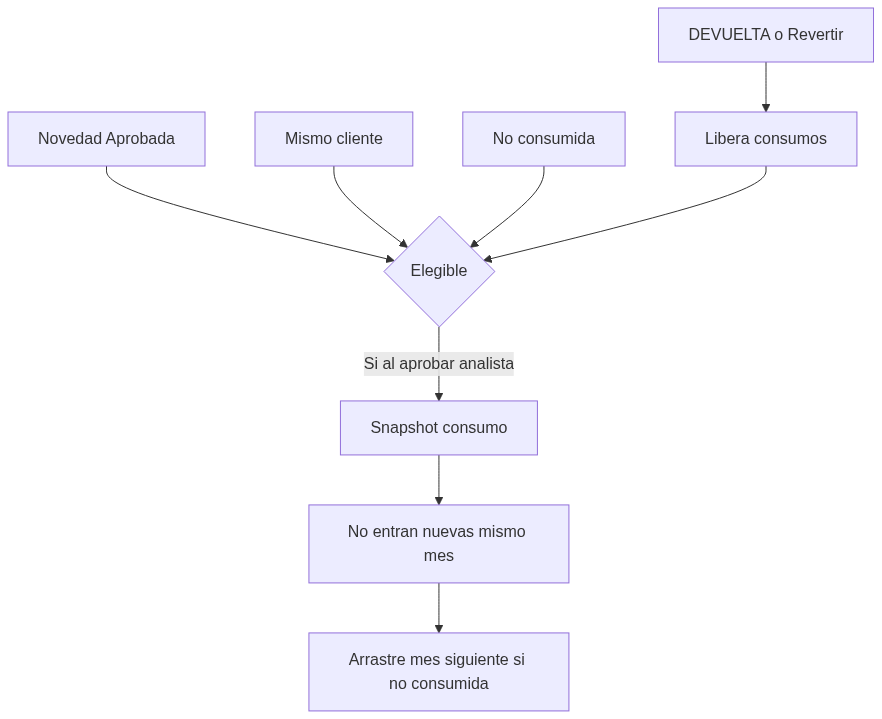 DEVUELTA o Revertir
Novedad Aprobada
Mismo cliente
No consumida
Libera consumos
Elegible
Si al aprobar analista
Snapshot consumo
No entran nuevas mismo
mes
Arrastre mes siguiente si
no consumida